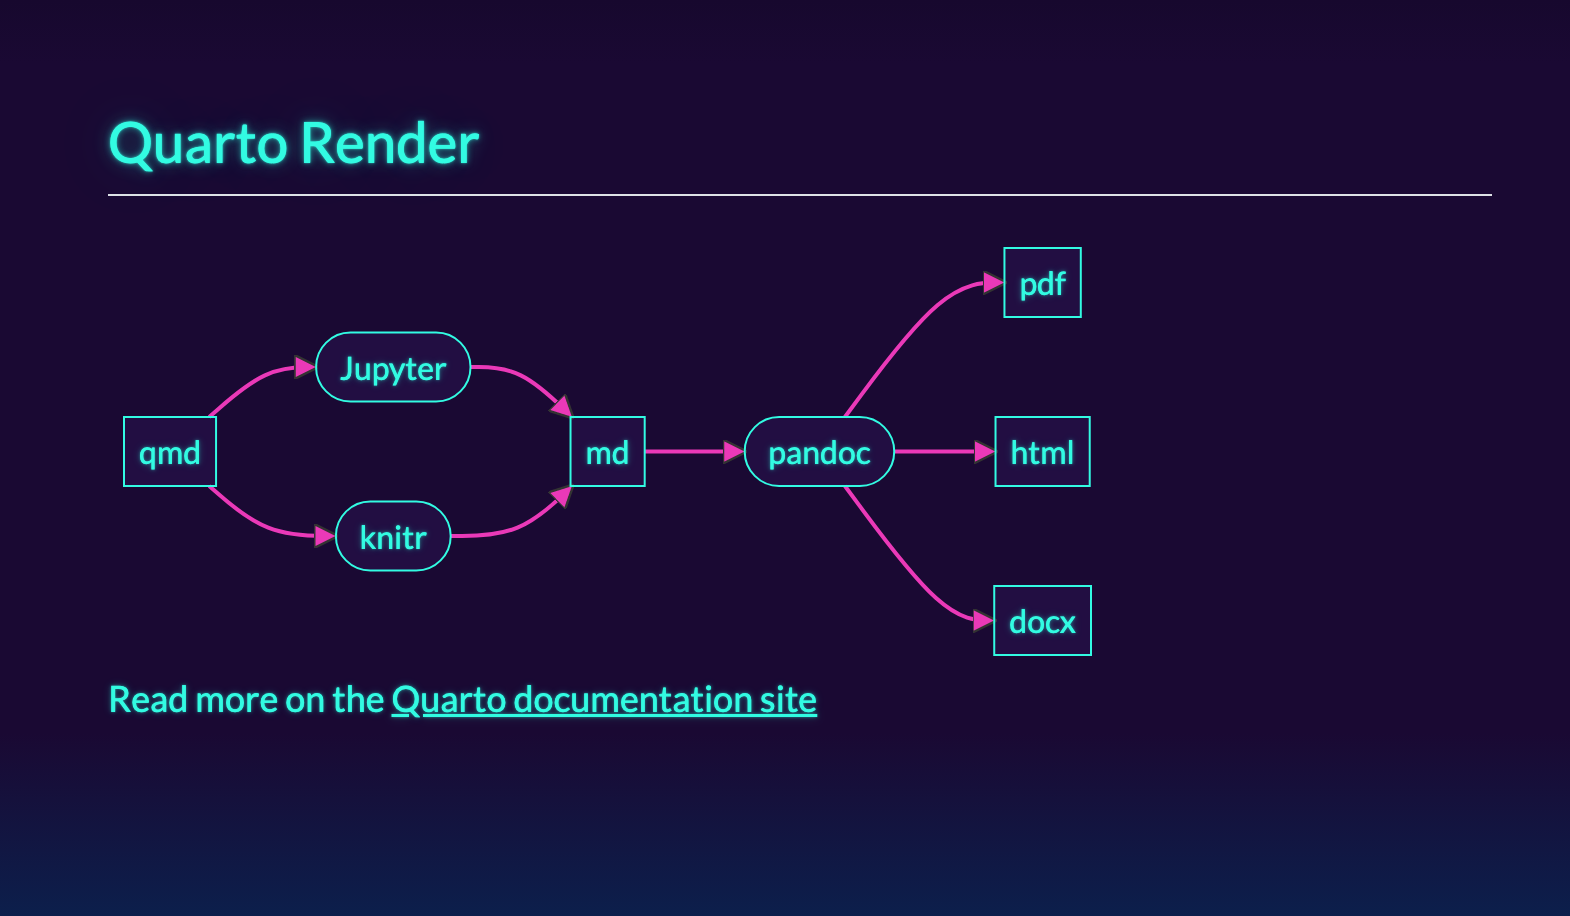 Quarto Render
qmd
Jupyter
knitr
md
pandoc
pdf
html
docx
Read more on the Quarto documentation site